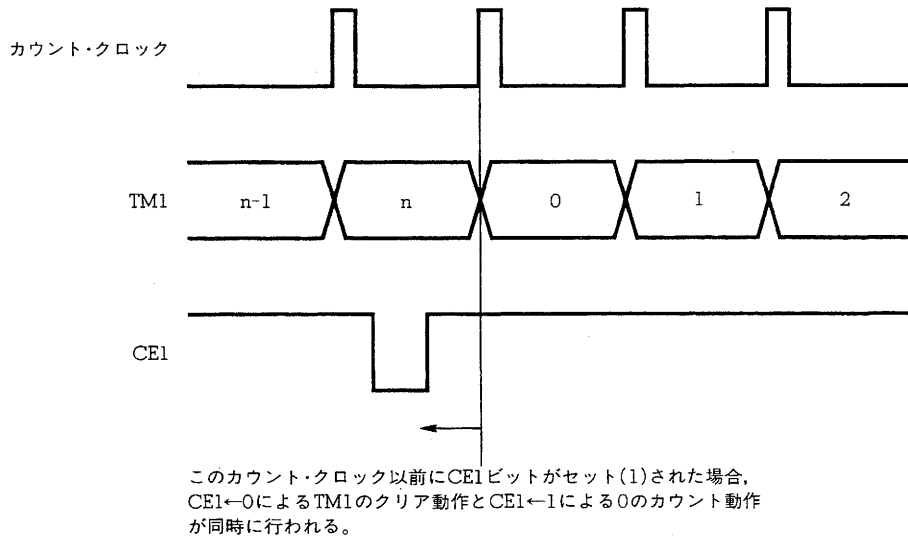 カウント・クロック
TM1
n-1
n
0
1
2
CE1
このカウント・クロック以前にCE1ビットがセット(1)された場合,
CE1←0によるTM1のクリア動作とCE1←1による0のカウント動作
が同時に行われる。